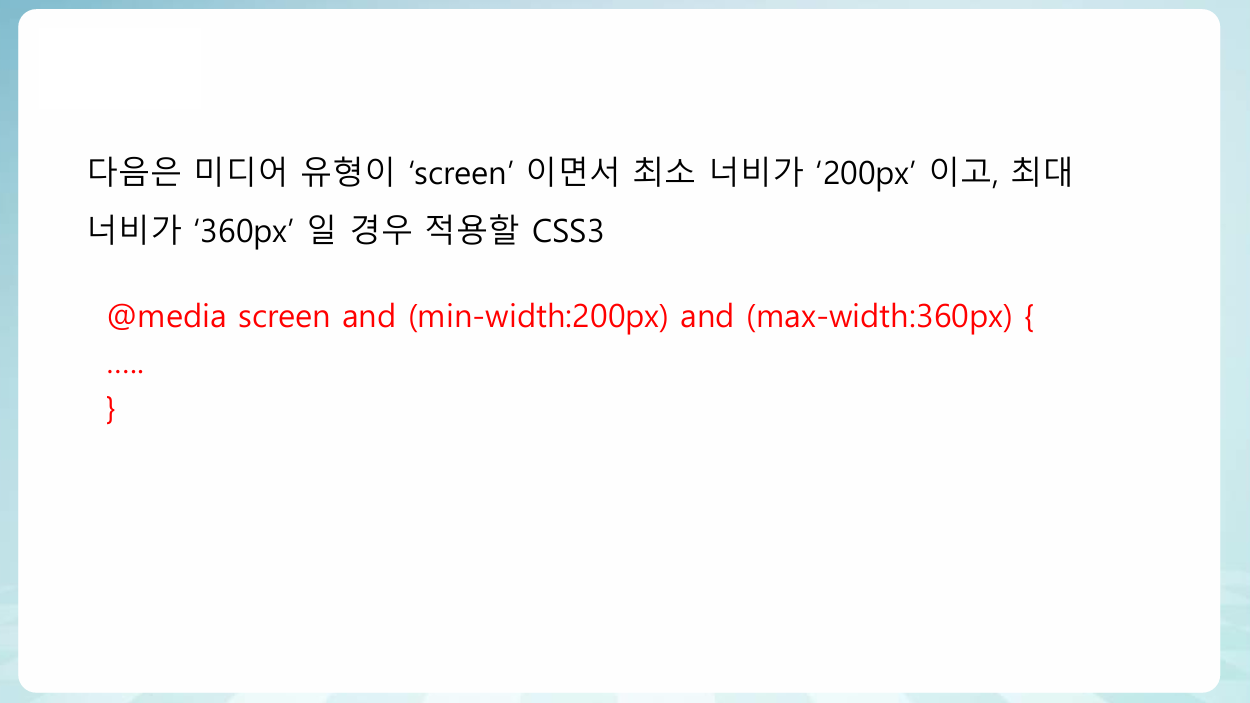 다음은 미디어 유형이 ‘screen’ 이면서 최소 너비가 ‘200px’ 이고, 최대
너비가 ‘360px’ 일 경우 적용할 CSS3
@media screen and (min-width:200px) and (max-width:360px) {
…..
}